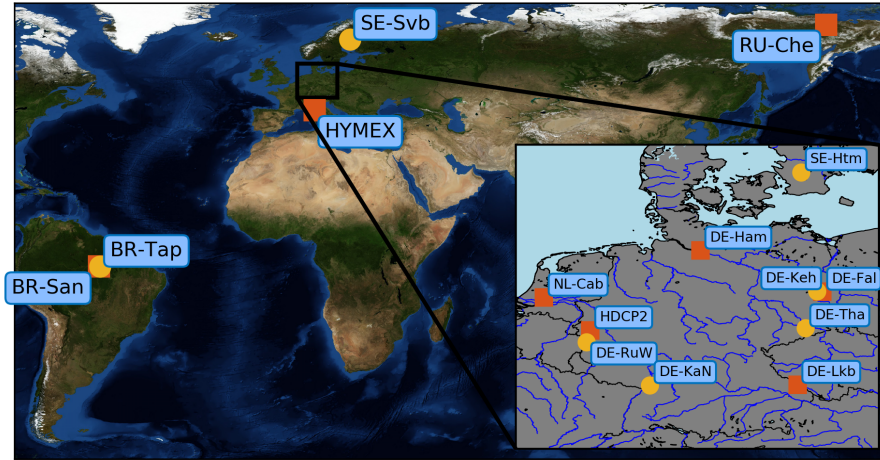 SE-Svb
RU-Che
HYMEX
BR-Tap
BR-San
SE-Htm
DE-Ham
DE-Keh
DE-Fal
NL-Cab
HDCP2
DE-Tha
DE-RuW
DE-KaN
DE-Lkb